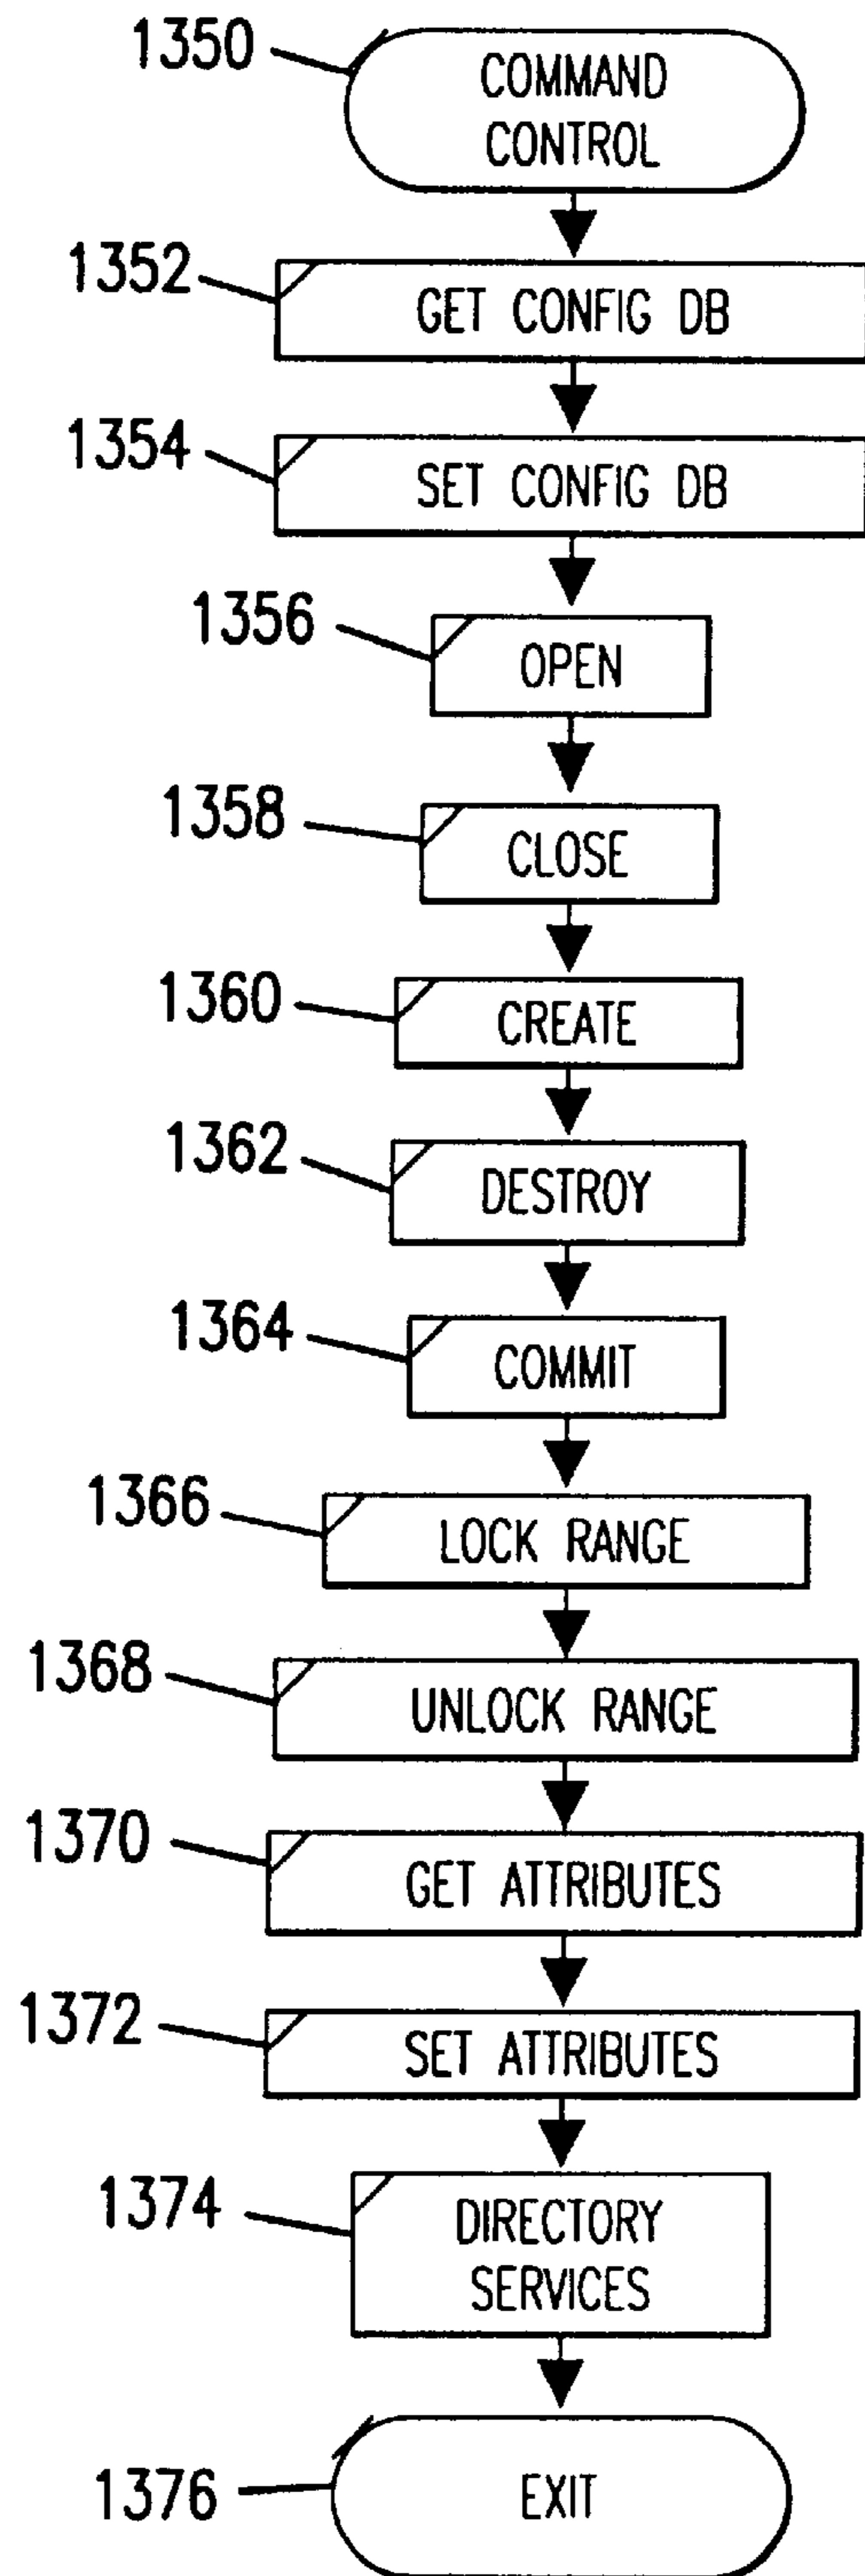 1350
COMMAND
CONTROL
1352
GET CONFIG DB
1354
SET CONFIG DB
1356
OPEN
1358
CLOSE
1360
CREATE
1362
DESTROY
1364
COMMIT
1366
LOCK RANGE
1368
UNLOCK RANGE
1370
GET ATTRIBUTES
1372
SET ATTRIBUTES
1374
DIRECTORY
SERVICES
1376
EXIT